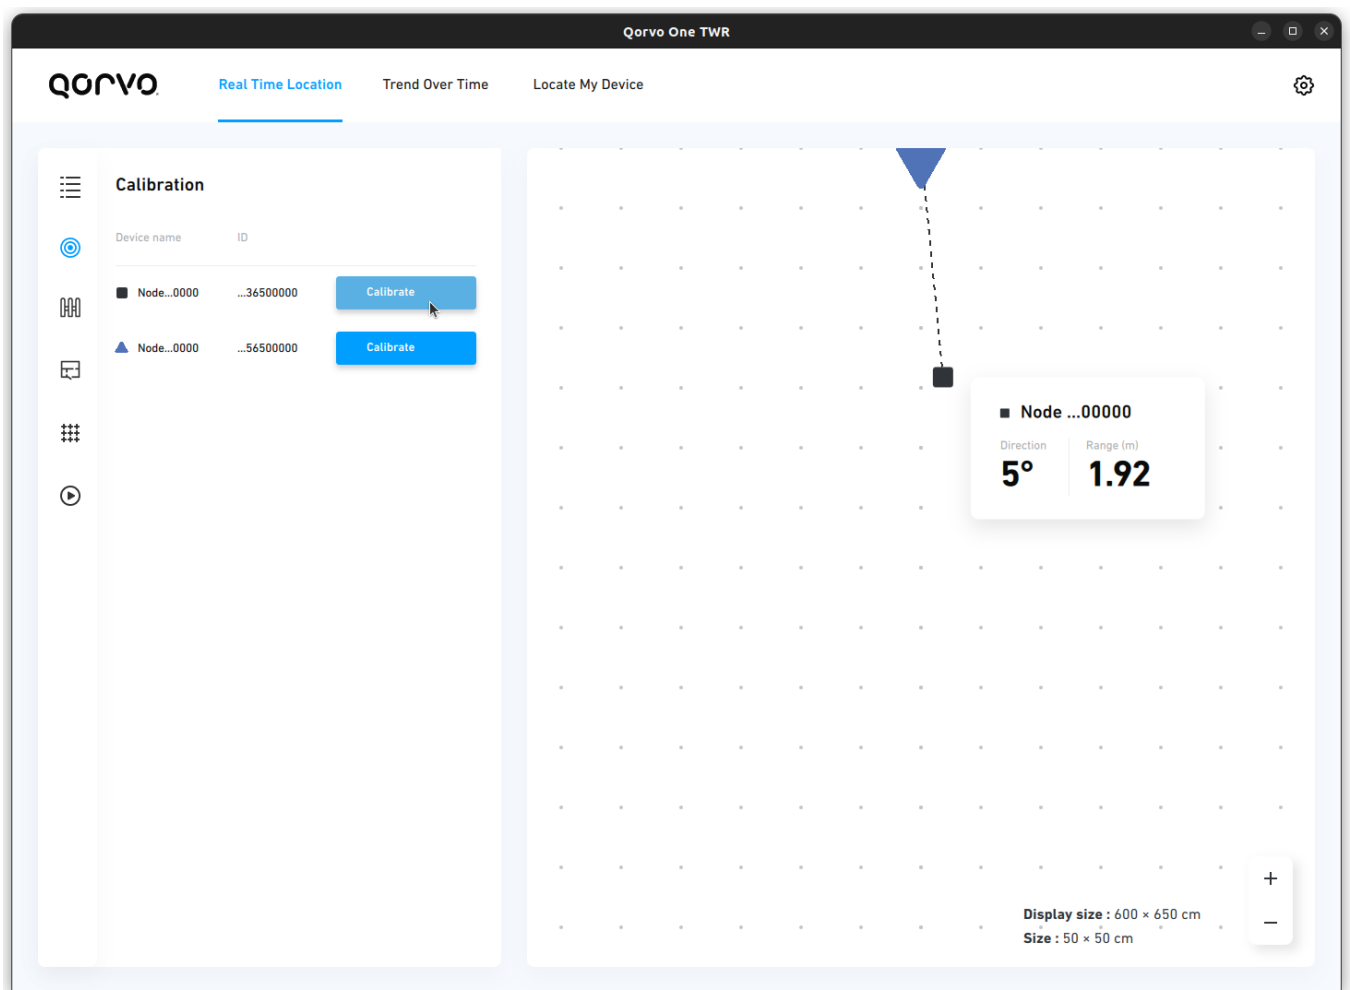 Qorvo One TWR
QORVO
Real Time Location
Trend Over Time
Locate My Device
Calibration
Device name ID
Node...0000 ...36500000 Calibrate
Node...0000 ...56500000 Calibrate
Node ...00000
Direction Range (m)
5° 1.92
Display size : 600 × 650 cm
Size : 50 × 50 cm